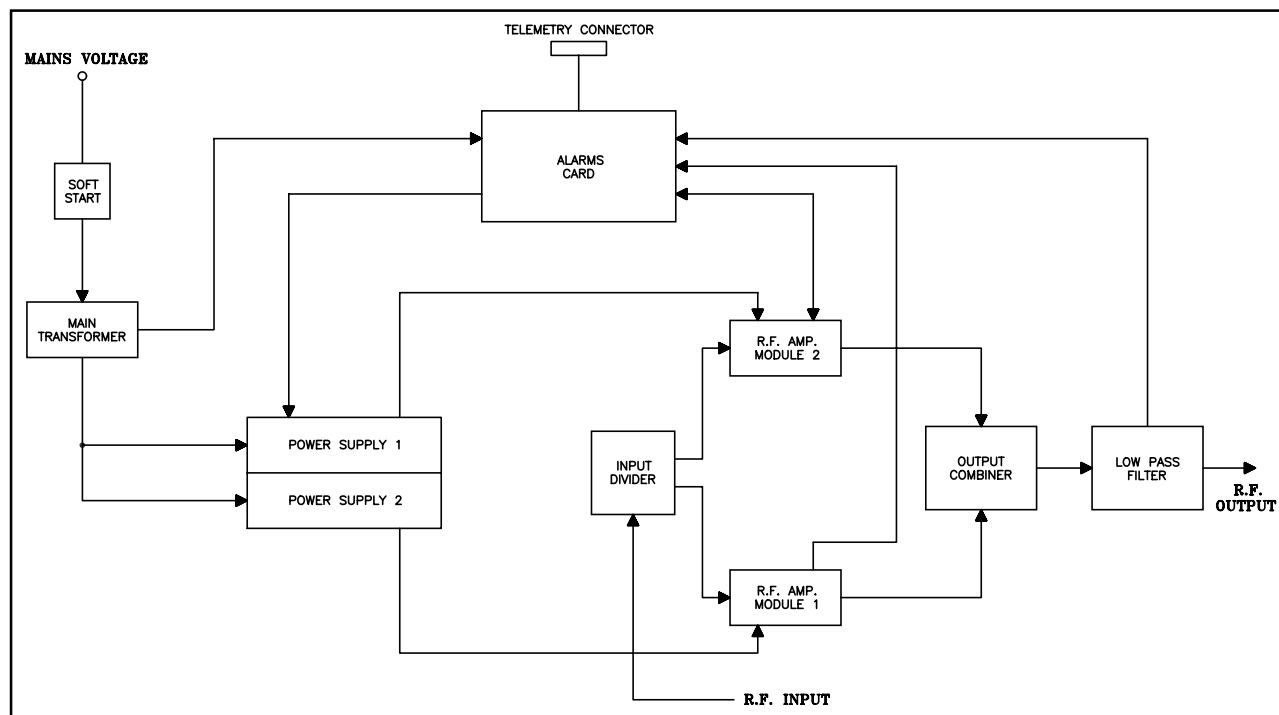 TELEMETRY CONNECTOR
MAINS VOLTAGE
ALARMS
CARD
SOFT
START
MAIN
TRANSFORMER
R.F. AMP.
MODULE 2
POWER SUPPLY 1
POWER SUPPLY 2
INPUT
DIVIDER
OUTPUT
COMBINER
LOW PASS
FILTER
R.F.
OUTPUT
R.F. AMP.
MODULE 1
R.F. INPUT